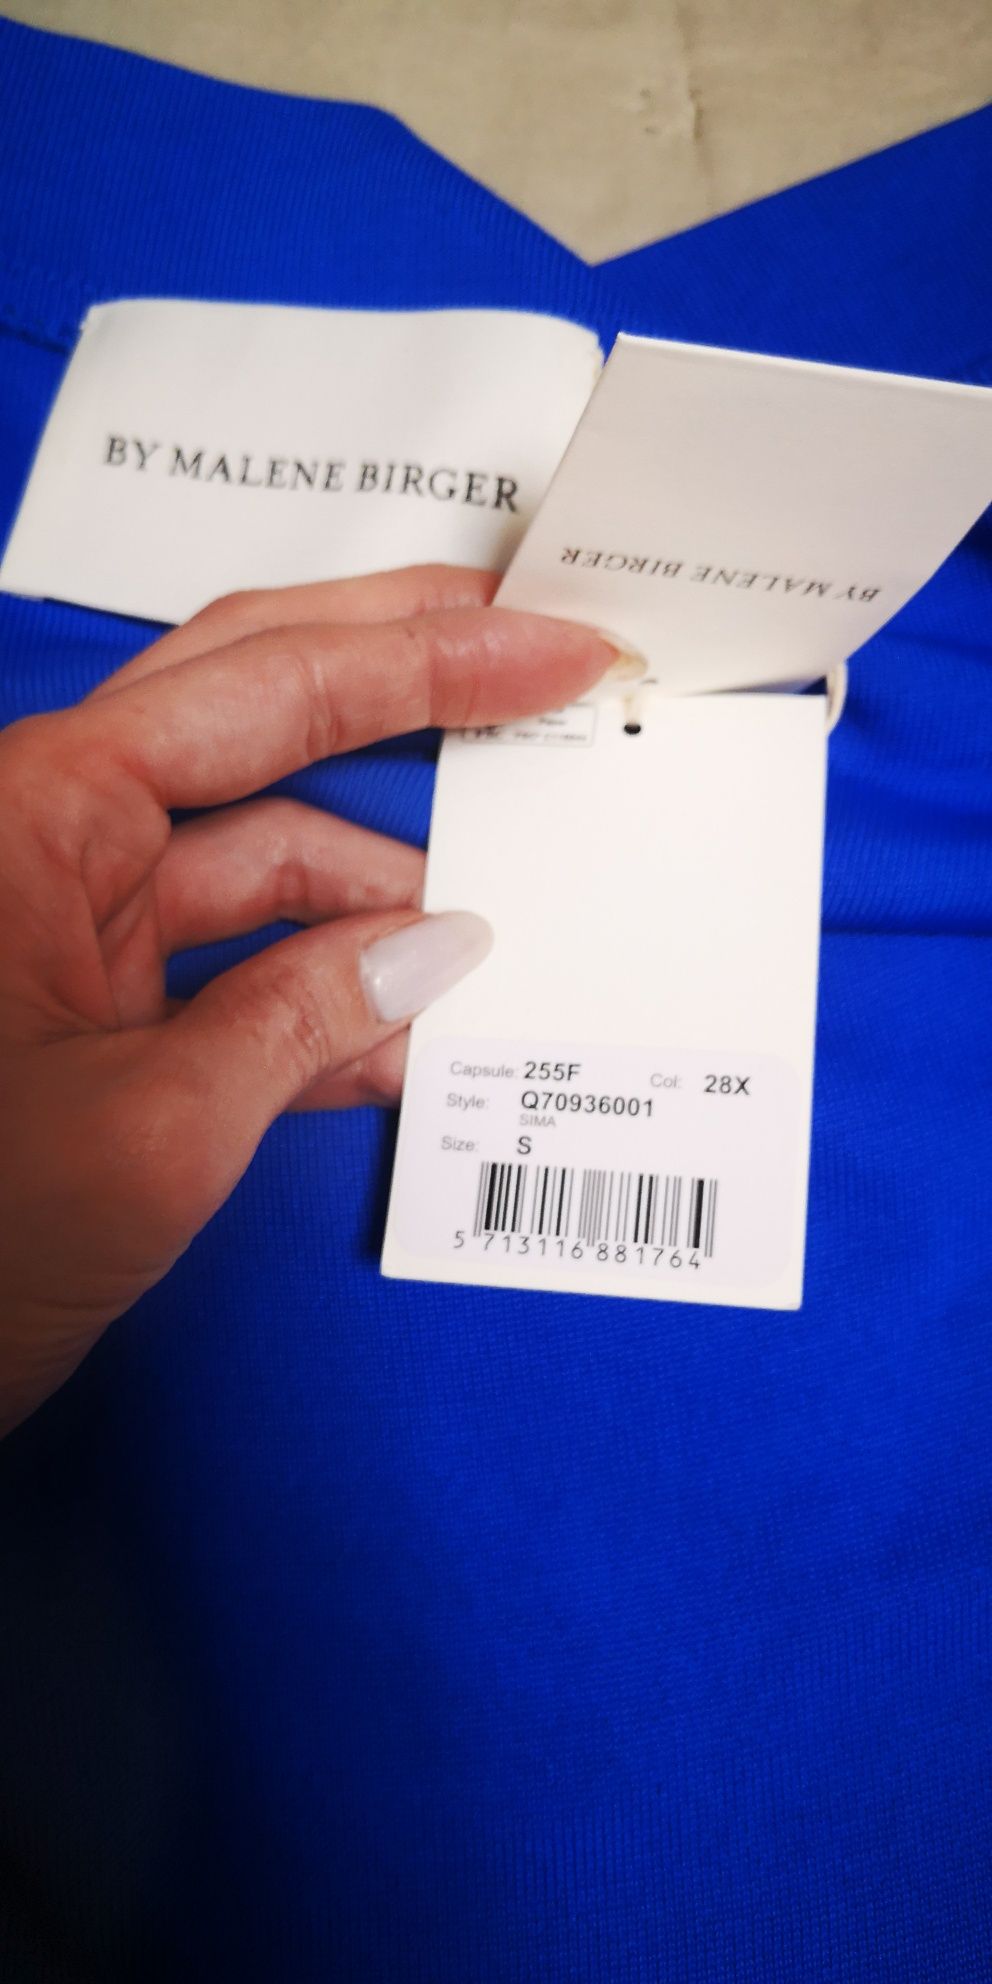 BY MALENE BIRGER
BY MALENE BIRGER
Capsule: 255F Col: 28X
Style: Q70936001
SIMA
Size: S
5 713116 881764